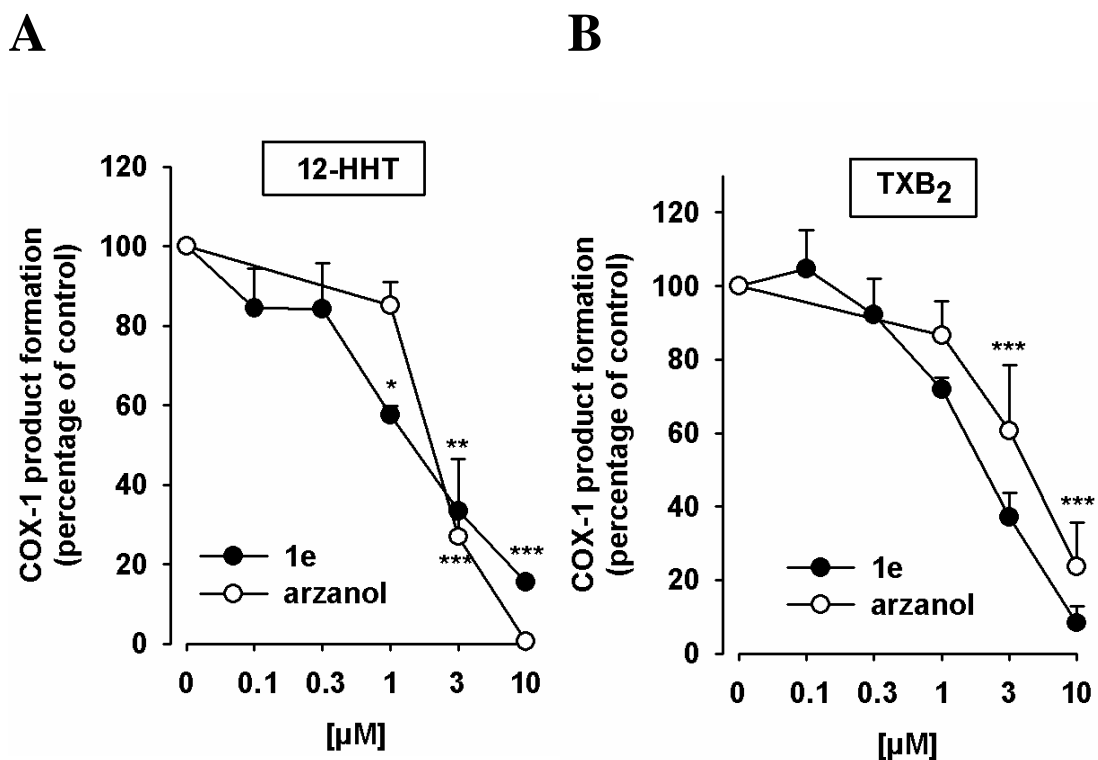 A
12-HHT
COX-1 product formation
(percentage of control)
120
100
80
60
40
20
0
*
**
***
***
1e
arzanol
0 0.1 0.3 1 3 10
[µM]
B
TXB2
COX-1 product formation
(percentage of control)
120
100
80
60
40
20
0
***
***
1e
arzanol
0 0.1 0.3 1 3 10
[µM]